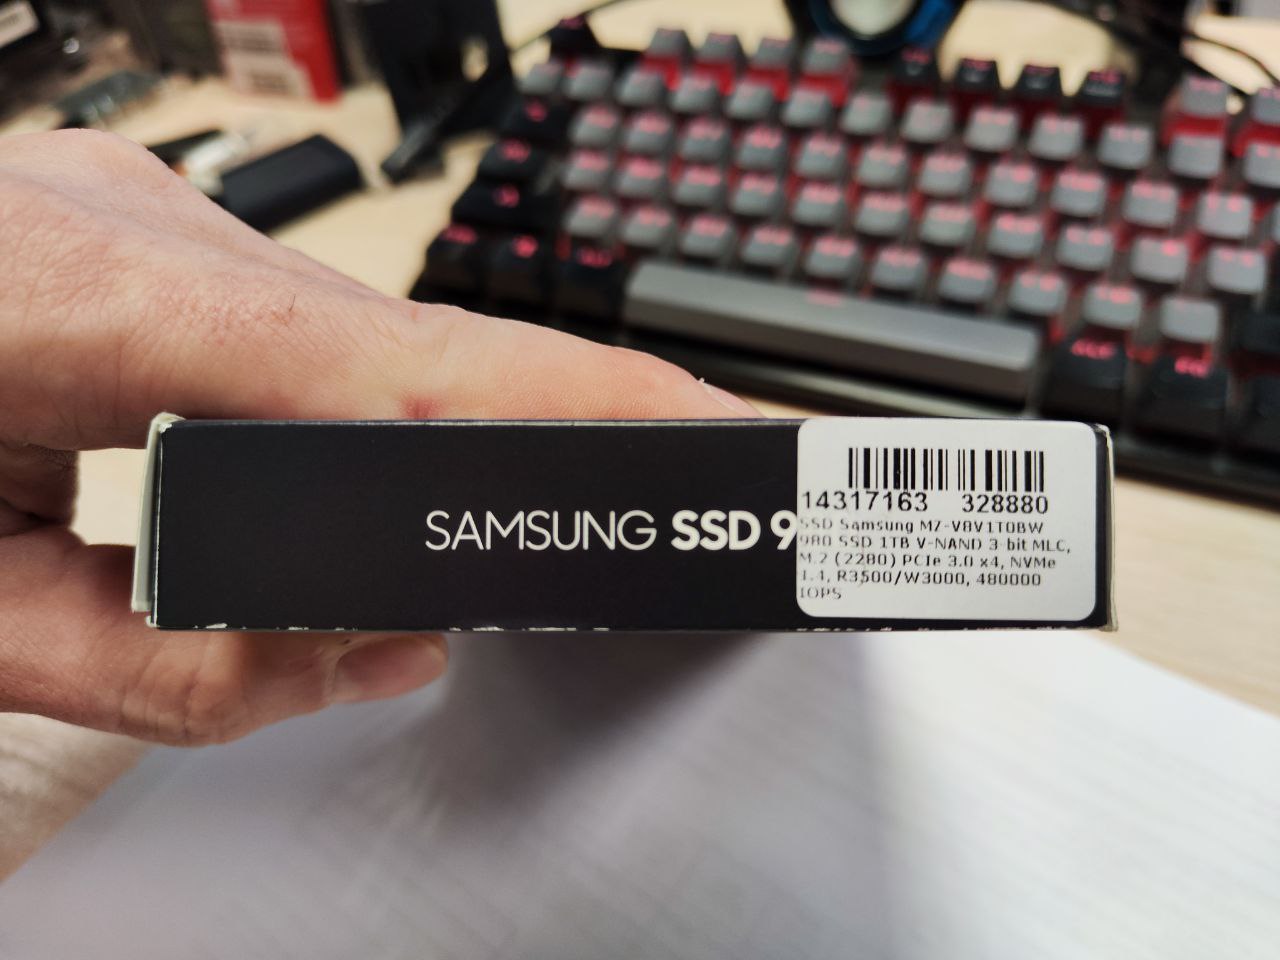 SAMSUNG SSD 9
14317163 328880
SSD Samsung MZ-V8V1T0BW
980 SSD 1TB V-NAND 3-bit MLC,
M.2 (2280) PCIe 3.0 x4, NVMe
1.4, R3500/W3000, 480000
IOPS